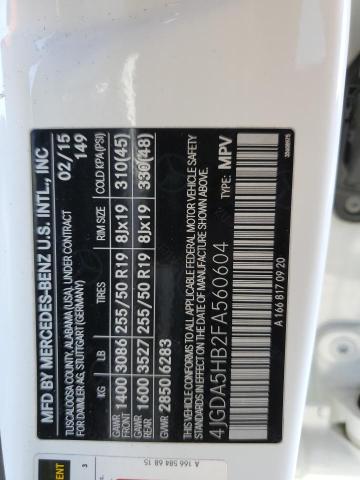 MFD BY MERCEDES-BENZ U.S. INTL., INC
TUSCALOOSA COUNTY, ALABAMA (USA), UNDER CONTRACT 02/15
TO DAIMLER AG, STUTTGART (GERMANY) 149
KG LB TIRES RIM SIZE COLD KPA (PSI)
GAWR FRONT 1400 3086 255/50 R19 8Jx19 310(45)
GAWR REAR 1600 3527 255/50 R19 8Jx19 330(48)
GVWR 2850 6283
THIS VEHICLE CONFORMS TO ALL APPLICABLE FEDERAL MOTOR VEHICLE SAFETY
STANDARDS IN EFFECT ON THE DATE OF MANUFACTURE SHOWN ABOVE.
4JGDA5HB2FA560604 TYPE: MPV
A 166 817 09 20
A 166 584 68 15
3